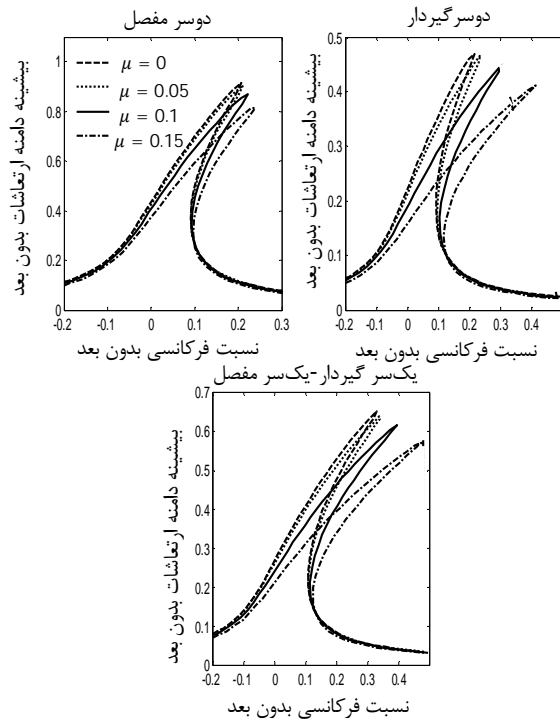 دوسر مفصل
بیشینه دامنه ارتعاشات بدون بعد
1
0.8
0.6
0.4
0.2
0
μ = 0
μ = 0.05
μ = 0.1
μ = 0.15
-0.2 -0.1 0 0.1 0.2 0.3
نسبت فرکانسی بدون بعد
دوسرگیردار
بیشینه دامنه ارتعاشات بدون بعد
0.5
0.4
0.3
0.2
0.1
0
-0.2 -0.1 0 0.1 0.2 0.3 0.4
نسبت فرکانسی بدون بعد
یک‌سر گیردار-یک‌سر مفصل
بیشینه دامنه ارتعاشات بدون بعد
0.7
0.6
0.5
0.4
0.3
0.2
0.1
0
-0.2 -0.1 0 0.1 0.2 0.3 0.4
نسبت فرکانسی بدون بعد